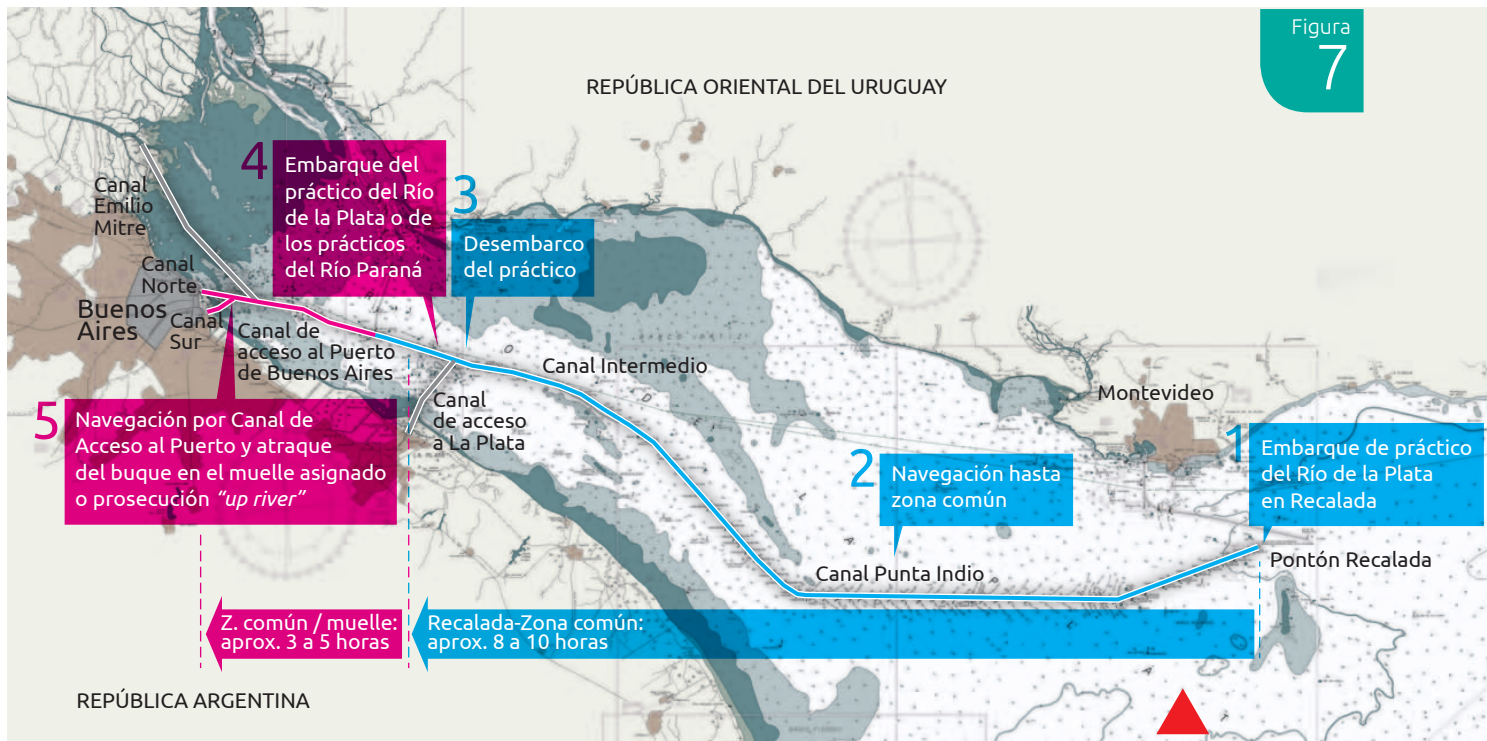 Figura
7
REPÚBLICA ORIENTAL DEL URUGUAY
4
Embarque del
práctico del Río
de la Plata o de
los prácticos
del Río Paraná
3
Desembarco
del práctico
Canal
Emilio
Mitre
Canal
Norte
Buenos
Aires
Canal
Sur
Canal de
acceso al Puerto
de Buenos Aires
Canal Intermedio
Canal
de acceso
a La Plata
Montevideo
5
Navegación por Canal de
Acceso al Puerto y atraque
del buque en el muelle asignado
o prosecución "up river"
2
Navegación hasta
zona común
1
Embarque de práctico
del Río de la Plata
en Recalada
Canal Punta Indio
Pontón Recalada
Z. común / muelle:
aprox. 3 a 5 horas
Recalada-Zona común:
aprox. 8 a 10 horas
REPÚBLICA ARGENTINA